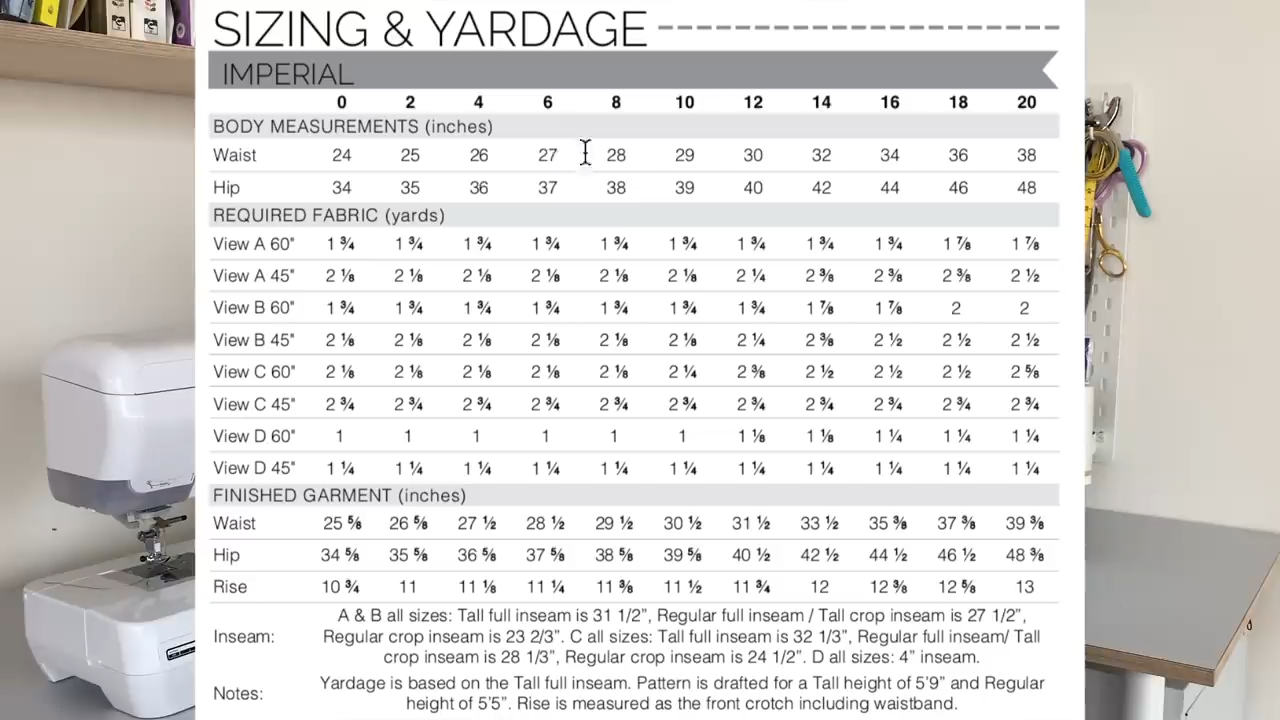 SIZING & YARDAGE
IMPERIAL
0 2 4 6 8 10 12 14 16 18 20
BODY MEASUREMENTS (inches)
Waist 24 25 26 27 28 29 30 32 34 36 38
Hip 34 35 36 37 38 39 40 42 44 46 48
REQUIRED FABRIC (yards)
View A 60" 1 ¾ 1 ¾ 1 ¾ 1 ¾ 1 ¾ 1 ¾ 1 ¾ 1 ¾ 1 ¾ 1 ⅞ 1 ⅞
View A 45" 2 ⅛ 2 ⅛ 2 ⅛ 2 ⅛ 2 ⅛ 2 ⅛ 2 ¼ 2 ⅜ 2 ⅜ 2 ⅜ 2 ½
View B 60" 1 ¾ 1 ¾ 1 ¾ 1 ¾ 1 ¾ 1 ¾ 1 ¾ 1 ⅞ 1 ⅞ 2 2
View B 45" 2 ⅛ 2 ⅛ 2 ⅛ 2 ⅛ 2 ⅛ 2 ⅛ 2 ¼ 2 ⅜ 2 ½ 2 ½ 2 ½
View C 60" 2 ⅛ 2 ⅛ 2 ⅛ 2 ⅛ 2 ⅛ 2 ¼ 2 ⅜ 2 ½ 2 ½ 2 ½ 2 ⅝
View C 45" 2 ¾ 2 ¾ 2 ¾ 2 ¾ 2 ¾ 2 ¾ 2 ¾ 2 ¾ 2 ¾ 2 ¾ 2 ¾
View D 60" 1 1 1 1 1 1 1 ⅛ 1 ⅛ 1 ¼ 1 ¼ 1 ¼
View D 45" 1 ¼ 1 ¼ 1 ¼ 1 ¼ 1 ¼ 1 ¼ 1 ¼ 1 ¼ 1 ¼ 1 ¼ 1 ¼
FINISHED GARMENT (inches)
Waist 25 ⅝ 26 ⅝ 27 ½ 28 ½ 29 ½ 30 ½ 31 ½ 33 ½ 35 ⅜ 37 ⅜ 39 ⅜
Hip 34 ⅝ 35 ⅝ 36 ⅝ 37 ⅝ 38 ⅝ 39 ⅝ 40 ½ 42 ½ 44 ½ 46 ½ 48 ⅜
Rise 10 ¾ 11 11 ⅛ 11 ¼ 11 ⅜ 11 ½ 11 ¾ 12 12 ⅜ 12 ⅝ 13
A & B all sizes: Tall full inseam is 31 1/2”, Regular full inseam / Tall crop inseam is 27 1/2”,
Inseam: Regular crop inseam is 23 2/3”. C all sizes: Tall full inseam is 32 1/3”, Regular full inseam/ Tall
crop inseam is 28 1/3”, Regular crop inseam is 24 1/2”. D all sizes: 4” inseam.
Notes: Yardage is based on the Tall full inseam. Pattern is drafted for a Tall height of 5’9” and Regular
height of 5’5”. Rise is measured as the front crotch including waistband.